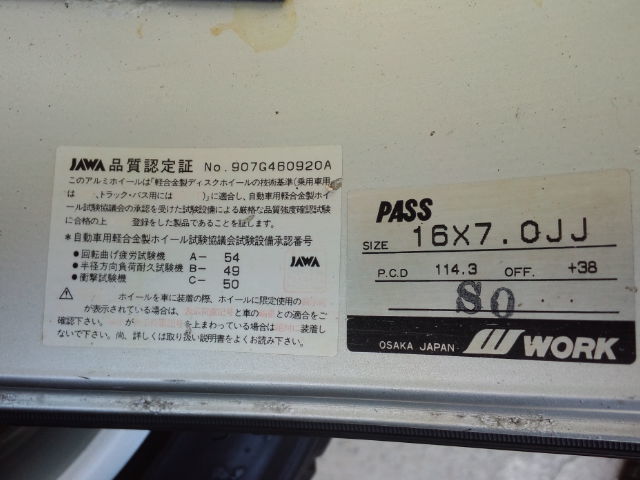 JAWA 品質認定証 No.907G460920A
このアルミホイールは「軽合金製ディスクホイールの技術基準(乗用車用
は 、トラック・バス用には )」に適合し、自動車用軽合金製ホイ
ール試験協議会の承認を受けた試験設備による厳格な品質強度確認試験
に合格の上 登録をした製品であることを証します。
*自動車用軽合金製ホイール試験協議会試験設備承認番号
●回転曲げ疲労試験機 A- 54
●半径方向負荷耐久試験機 B- 49
●衝撃試験機 C- 50
JAWA
ホイールを車に装着の際、ホイールに限定使用の
が表示されている場合は、 と車の との適合をご
確認下さい。 が を上まわっている場合は に装着し
ないで下さい。尚、詳しくは取り扱い説明書をよくお読み下さい。
PASS
SIZE 16X7.0JJ
P.C.D 114.3 OFF. +38
SO
OSAKA JAPAN WORK